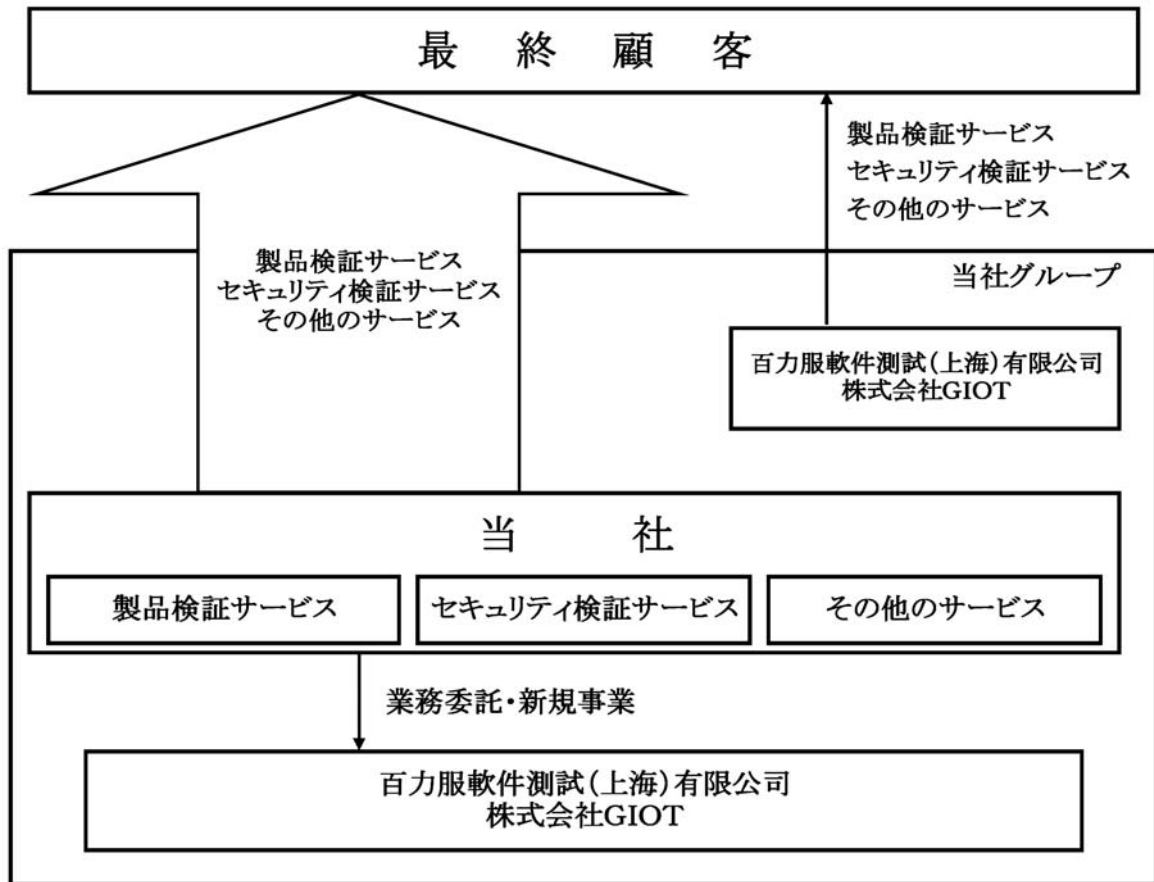 最終顧客
製品検証サービス
セキュリティ検証サービス
その他のサービス
当社グループ
製品検証サービス
セキュリティ検証サービス
その他のサービス
百力服軟件測試(上海)有限公司
株式会社GIOT
当社
製品検証サービス
セキュリティ検証サービス
その他のサービス
業務委託・新規事業
百力服軟件測試(上海)有限公司
株式会社GIOT